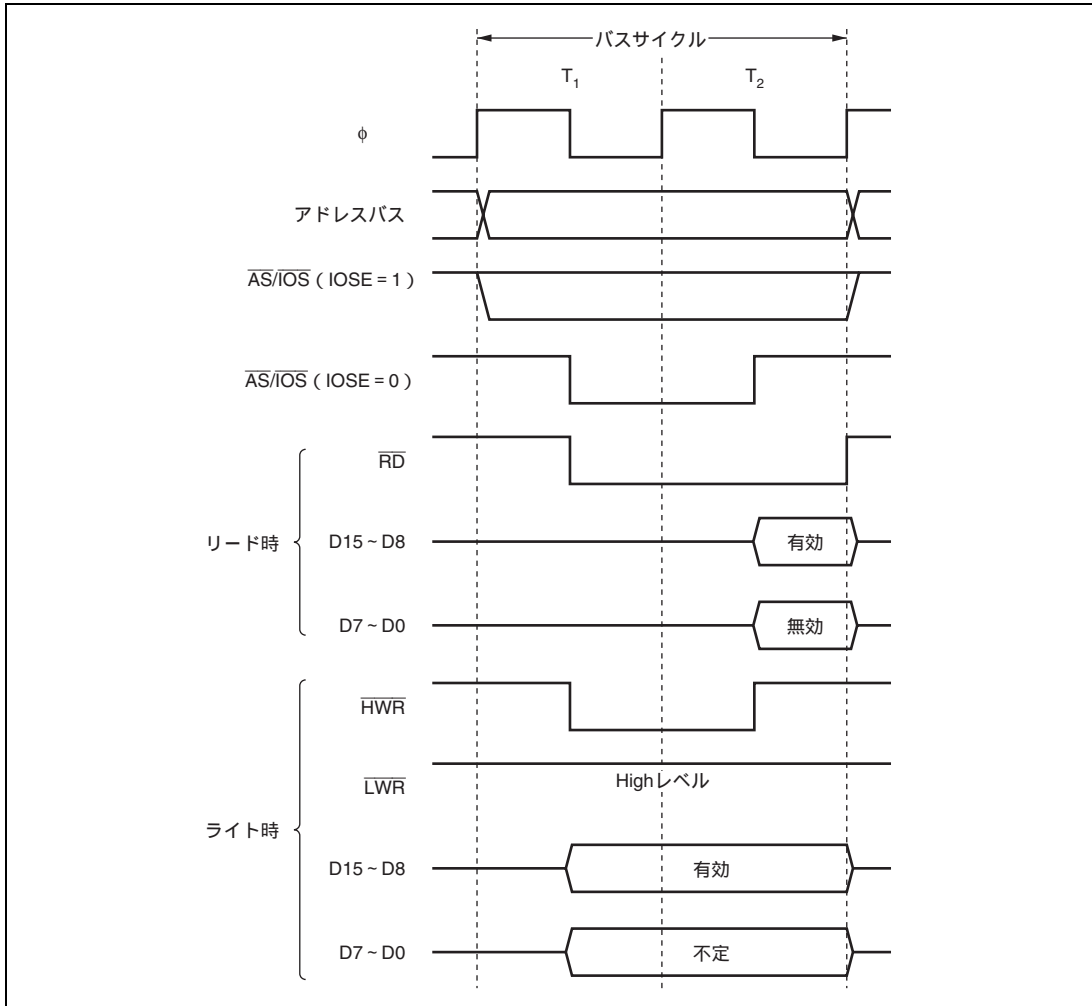 バスサイクル
T1 T2
φ
アドレスバス
AS/IOS（IOSE = 1）
AS/IOS（IOSE = 0）
RD
リード時 D15～D8 有効
D7～D0 無効
HWR
LWR Highレベル
ライト時
D15～D8 有効
D7～D0 不定